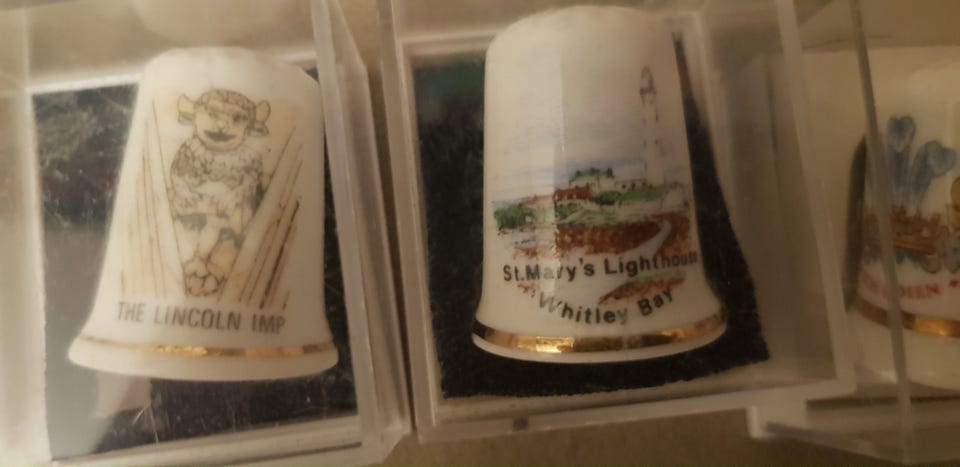 THE LINCOLN IMP
St. Mary's Lighthouse
Whitley Bay